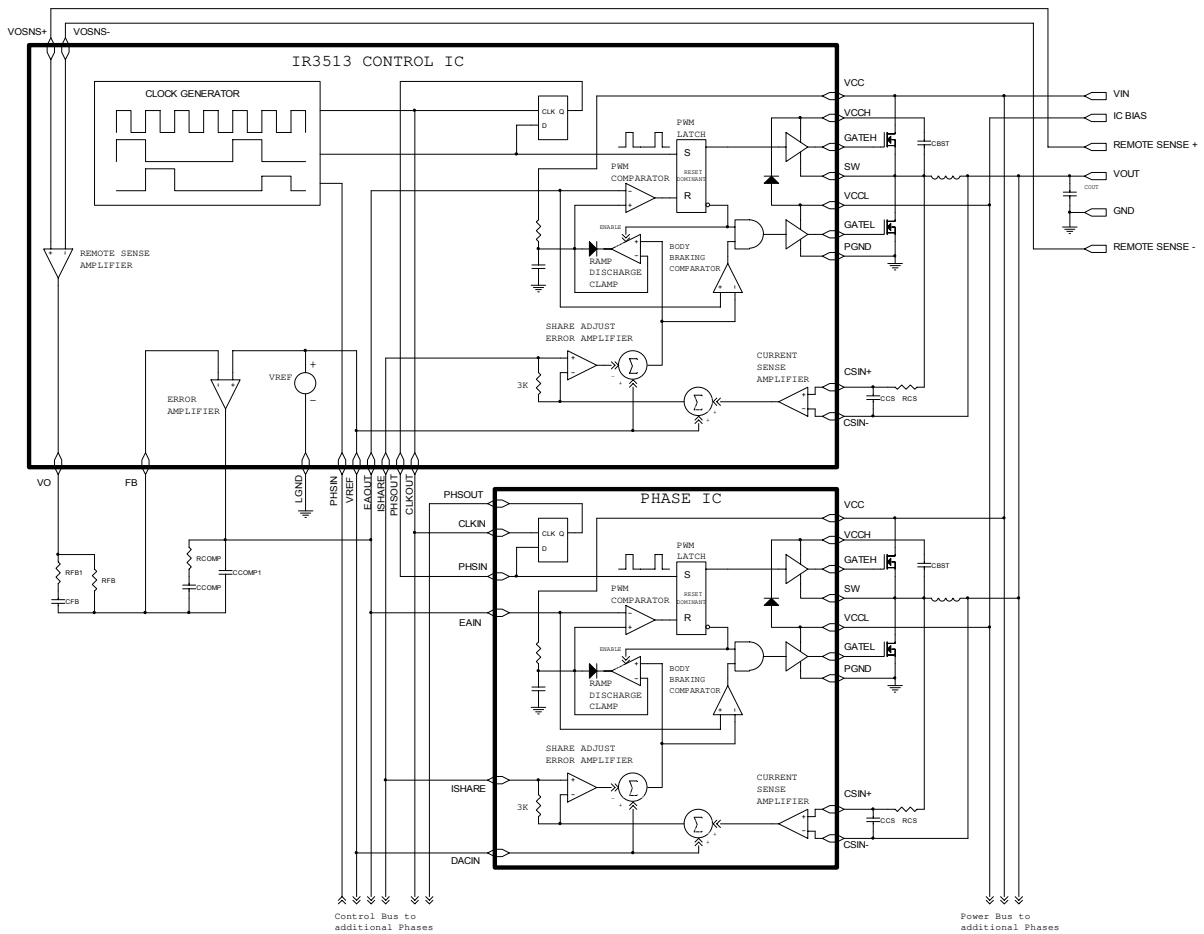 VOSNS+ VOSNS-
IR3513 CONTROL IC
CLOCK GENERATOR
VCC
VIN
IC BIAS
REMOTE SENSE +
VOUT
COUT
GND
REMOTE SENSE -
CLK Q
D
PWM
LATCH
S
RESET
DOMINANT
R
PWM
COMPARATOR
-
+
VCCH
GATEH
CBST
SW
VCCL
GATEL
PGND
ENABLE
+
-
RAMP
DISCHARGE
CLAMP
BODY
BRAKING
COMPARATOR
+ -
+ -
REMOTE SENSE
AMPLIFIER
SHARE ADJUST
ERROR AMPLIFIER
+
-
Σ
- +
3K
CURRENT
SENSE
AMPLIFIER
+
-
Σ
+
+
CSIN+
CCS RCS
CSIN-
- +
ERROR
AMPLIFIER
VREF
+
-
VO
FB
LGND
PHSIN
VREF
EAOUT
ISHARE
PHSOUT
CLKOUT
RFB1
RFB
CFB
RCOMP
CCOMP1
CCOMP
PHASE IC
PHSOUT
CLKIN
PHSIN
EAIN
ISHARE
DACIN
CLK Q
D
PWM
LATCH
S
RESET
DOMINANT
R
PWM
COMPARATOR
-
+
VCC
VCCH
GATEH
CBST
SW
VCCL
GATEL
PGND
ENABLE
+
-
RAMP
DISCHARGE
CLAMP
BODY
BRAKING
COMPARATOR
+ -
SHARE ADJUST
ERROR AMPLIFIER
+
-
Σ
- +
3K
CURRENT
SENSE
AMPLIFIER
+
-
Σ
+
+
CSIN+
CCS RCS
CSIN-
Control Bus to
additional Phases
Power Bus to
additional Phases